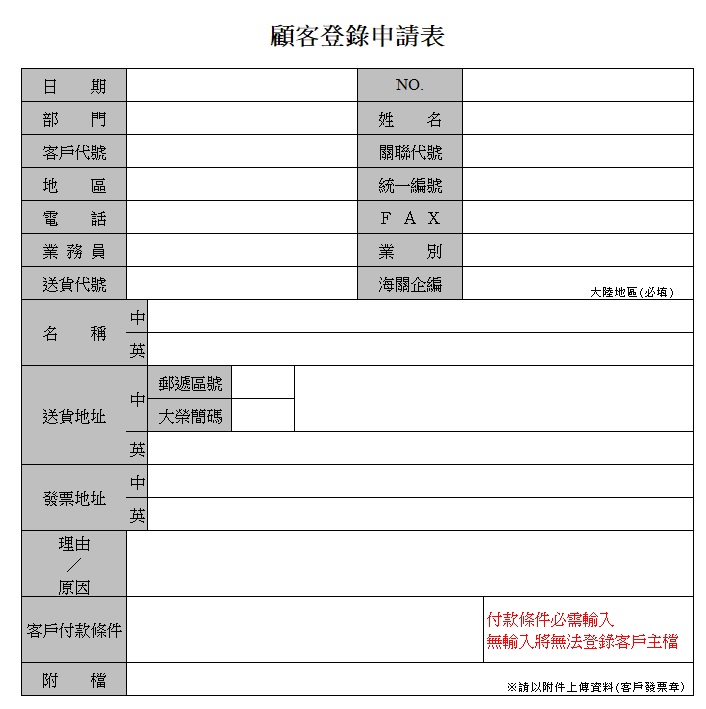 顧客登錄申請表
日 期 NO.
部 門 姓 名
客戶代號 關聯代號
地 區 統一編號
電 話 F A X
業 務 員 業 別
送貨代號 海關企編 大陸地區(必填)
名 稱 中
英
送貨地址 中 郵遞區號
大榮簡碼
英
發票地址 中
英
理由
／
原因
客戶付款條件 付款條件必需輸入
無輸入將無法登錄客戶主檔
附 檔 ※請以附件上傳資料(客戶發票章)